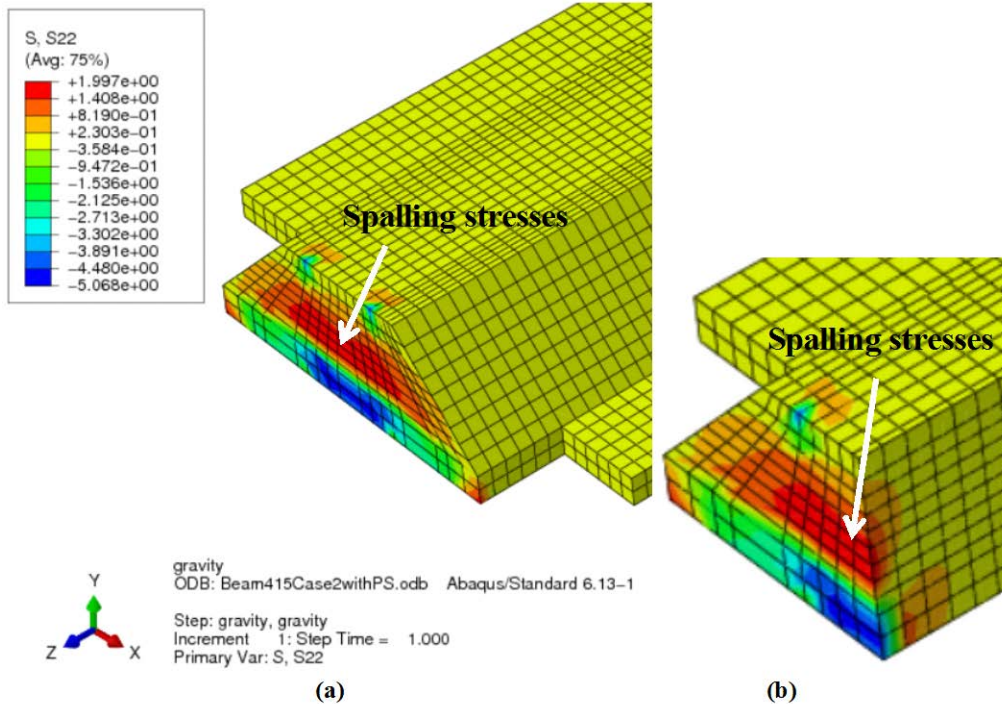 S, S22
(Avg: 75%)
+1.997e+00
+1.408e+00
+8.190e-01
+2.303e-01
-3.584e-01
-9.472e-01
-1.536e+00
-2.125e+00
-2.713e+00
-3.302e+00
-3.891e+00
-4.480e+00
-5.068e+00
Spalling stresses
Spalling stresses
gravity
ODB: Beam415Case2withPS.odb Abaqus/Standard 6.13-1
Step: gravity, gravity
Increment 1: Step Time = 1.000
Primary Var: S, S22
Y
Z
X
(a)
(b)